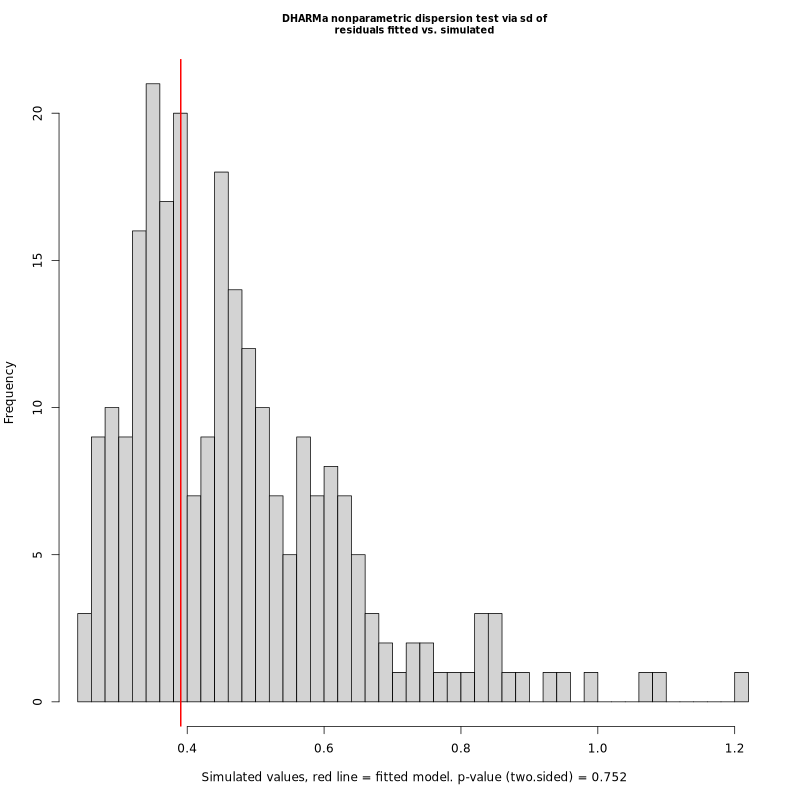 DHARMa nonparametric dispersion test via sd of
residuals fitted vs. simulated
Frequency
20
15
10
5
0
0.4 0.6 0.8 1.0 1.2
Simulated values, red line = fitted model. p-value (two.sided) = 0.752